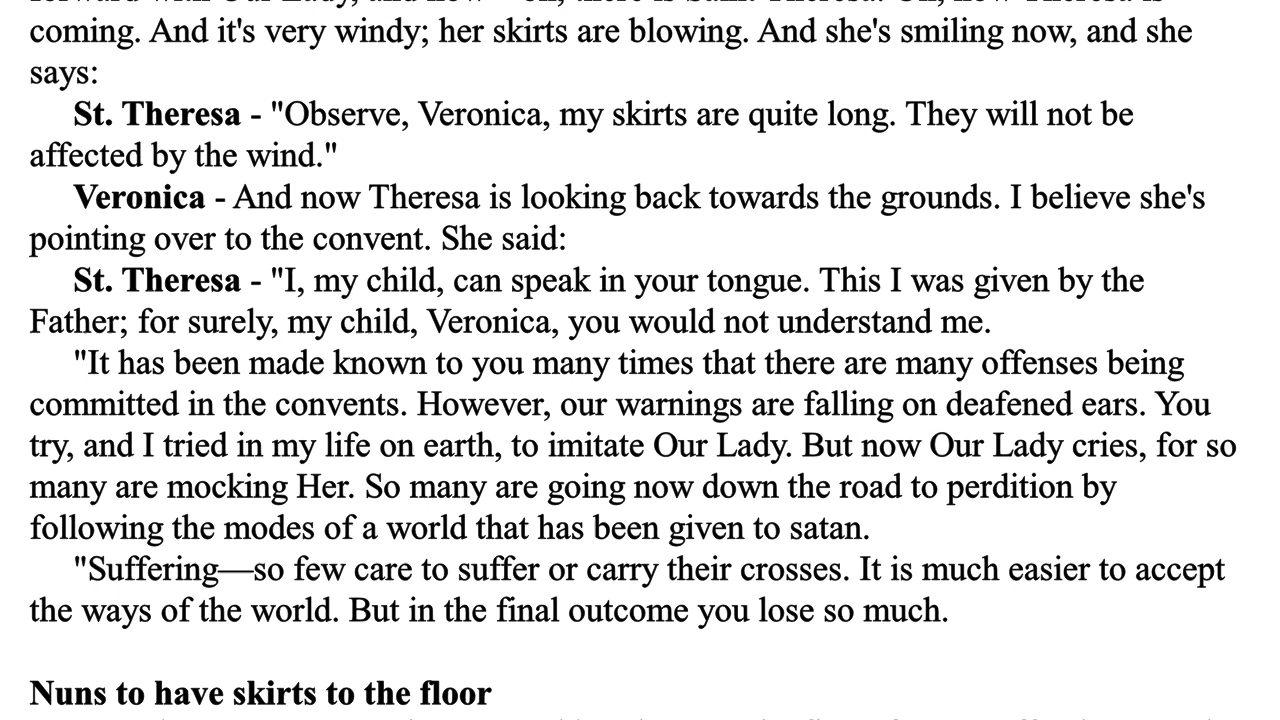 coming. And it's very windy; her skirts are blowing. And she's smiling now, and she
says:
St. Theresa - "Observe, Veronica, my skirts are quite long. They will not be
affected by the wind."
Veronica - And now Theresa is looking back towards the grounds. I believe she's
pointing over to the convent. She said:
St. Theresa - "I, my child, can speak in your tongue. This I was given by the
Father; for surely, my child, Veronica, you would not understand me.
"It has been made known to you many times that there are many offenses being
committed in the convents. However, our warnings are falling on deafened ears. You
try, and I tried in my life on earth, to imitate Our Lady. But now Our Lady cries, for so
many are mocking Her. So many are going now down the road to perdition by
following the modes of a world that has been given to satan.
"Suffering—so few care to suffer or carry their crosses. It is much easier to accept
the ways of the world. But in the final outcome you lose so much.
Nuns to have skirts to the floor